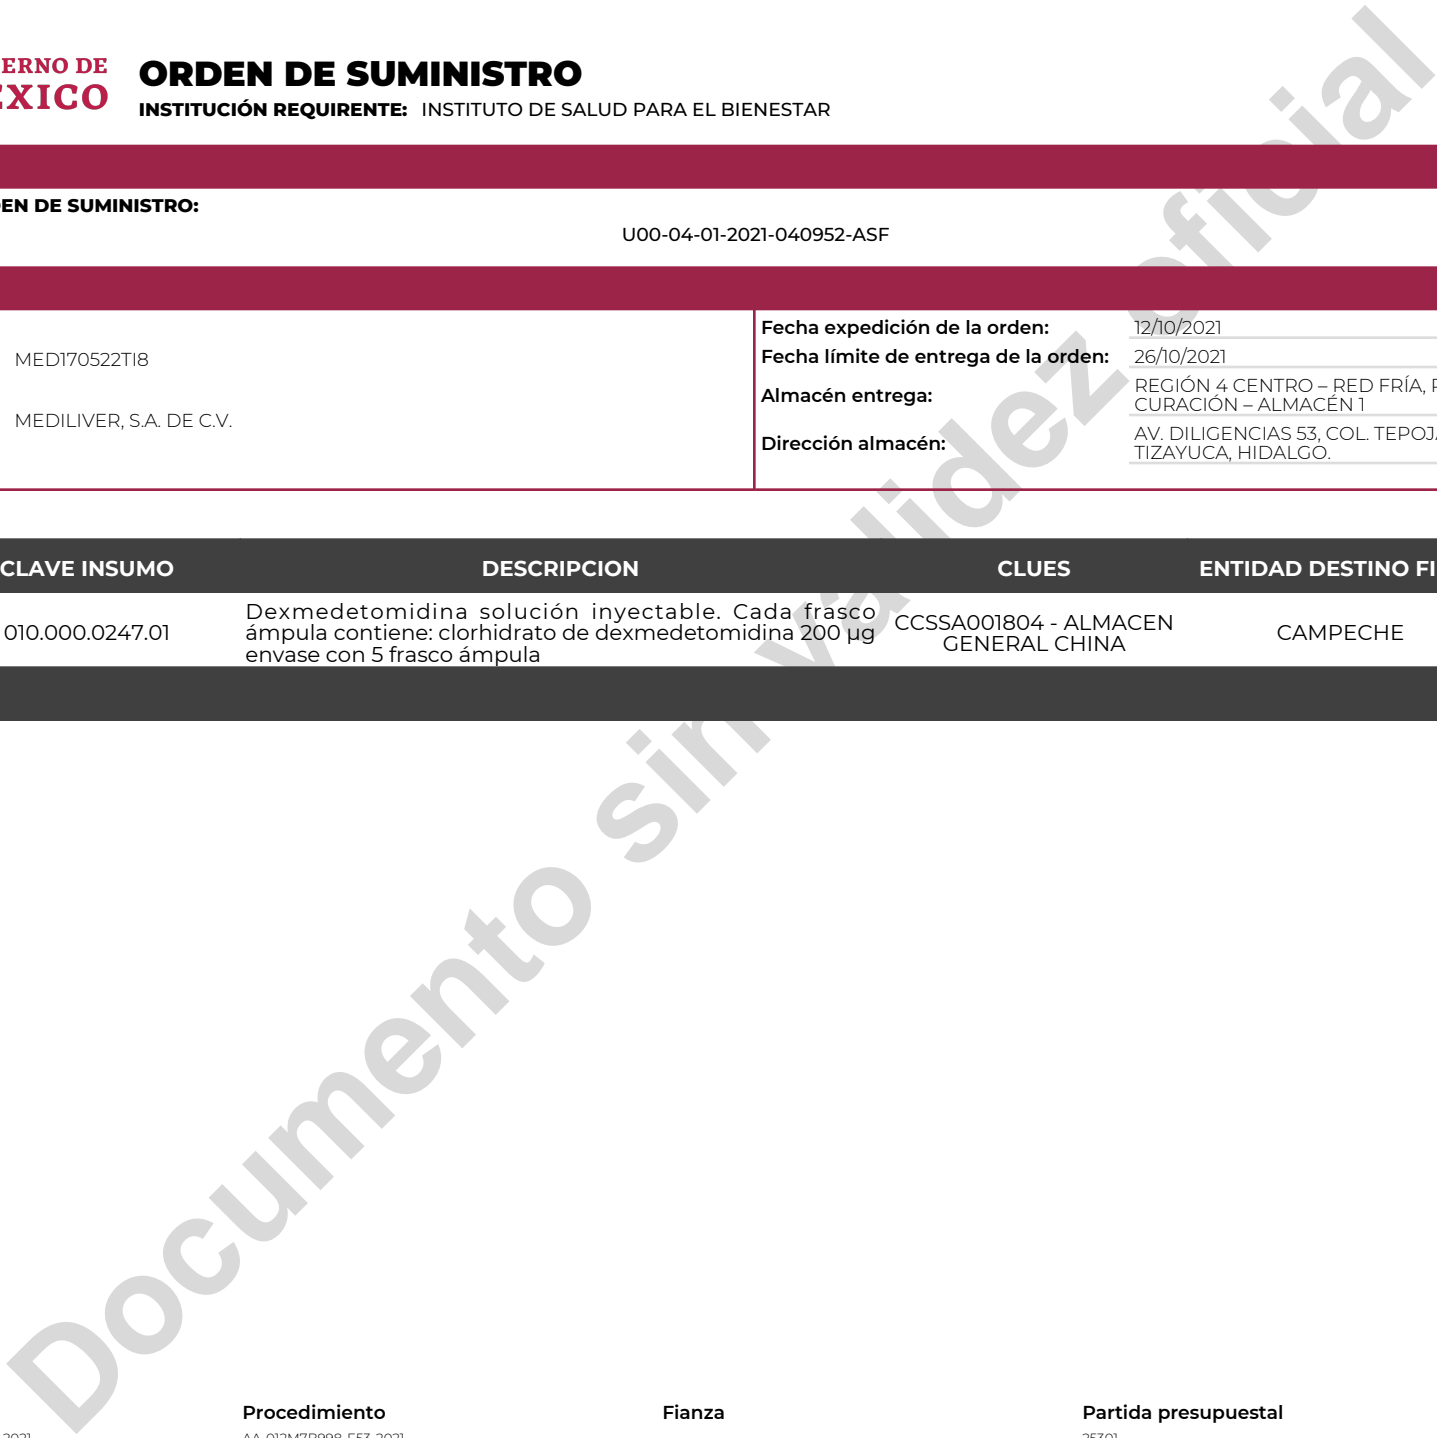 ERNO DE
EXICO
ORDEN DE SUMINISTRO
INSTITUCIÓN REQUIRENTE: INSTITUTO DE SALUD PARA EL BIENESTAR
EN DE SUMINISTRO:
U00-04-01-2021-040952-ASF
MED170522TI8
MEDILIVER, S.A. DE C.V.
Fecha expedición de la orden: 12/10/2021
Fecha límite de entrega de la orden: 26/10/2021
Almacén entrega: REGIÓN 4 CENTRO – RED FRÍA,
CURACIÓN – ALMACÉN 1
Dirección almacén: AV. DILIGENCIAS 53, COL. TEPOJ
TIZAYUCA, HIDALGO.
CLAVE INSUMO DESCRIPCION CLUES ENTIDAD DESTINO FI
010.000.0247.01
Dexmedetomidina solución inyectable. Cada frasco
ámpula contiene: clorhidrato de dexmedetomidina 200 µg
envase con 5 frasco ámpula
CCSSA001804 - ALMACEN
GENERAL CHINA
CAMPECHE
Documento sin validez oficial
Procedimiento Fianza Partida presupuestal